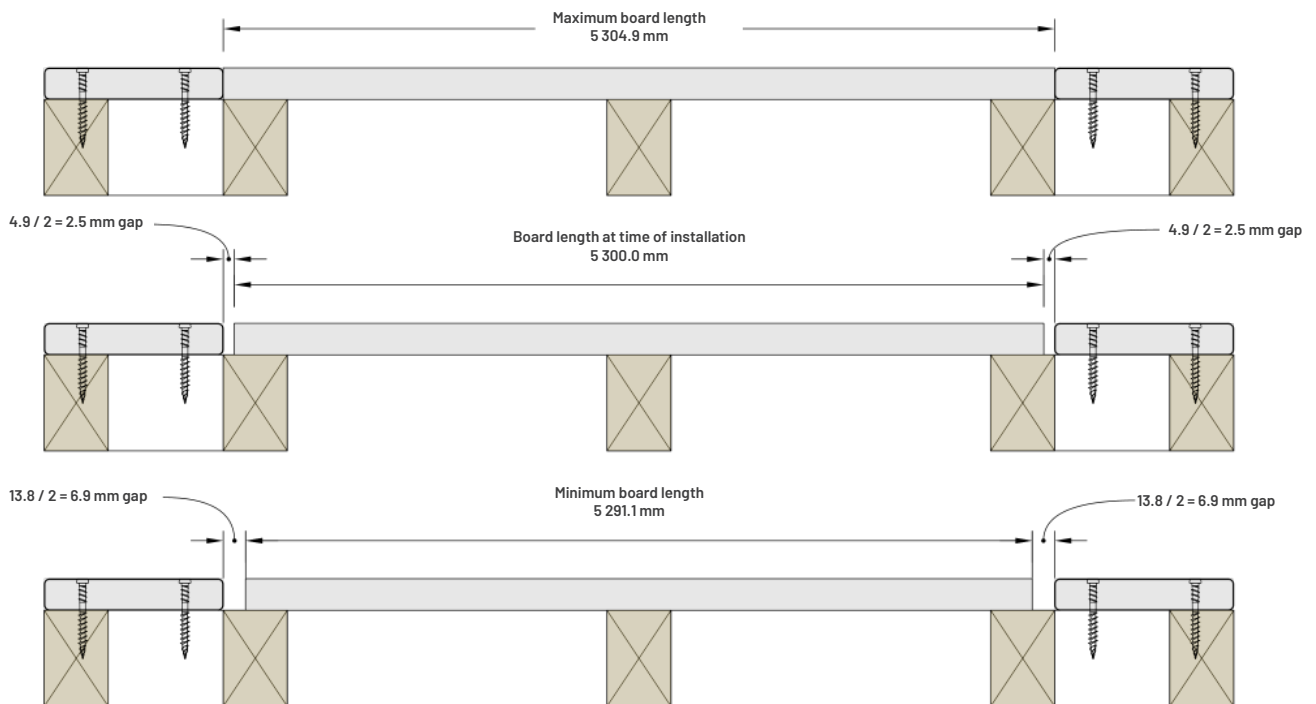 Maximum board length
5 304.9 mm
4.9 / 2 = 2.5 mm gap
Board length at time of installation
5 300.0 mm
4.9 / 2 = 2.5 mm gap
13.8 / 2 = 6.9 mm gap
Minimum board length
5 291.1 mm
13.8 / 2 = 6.9 mm gap